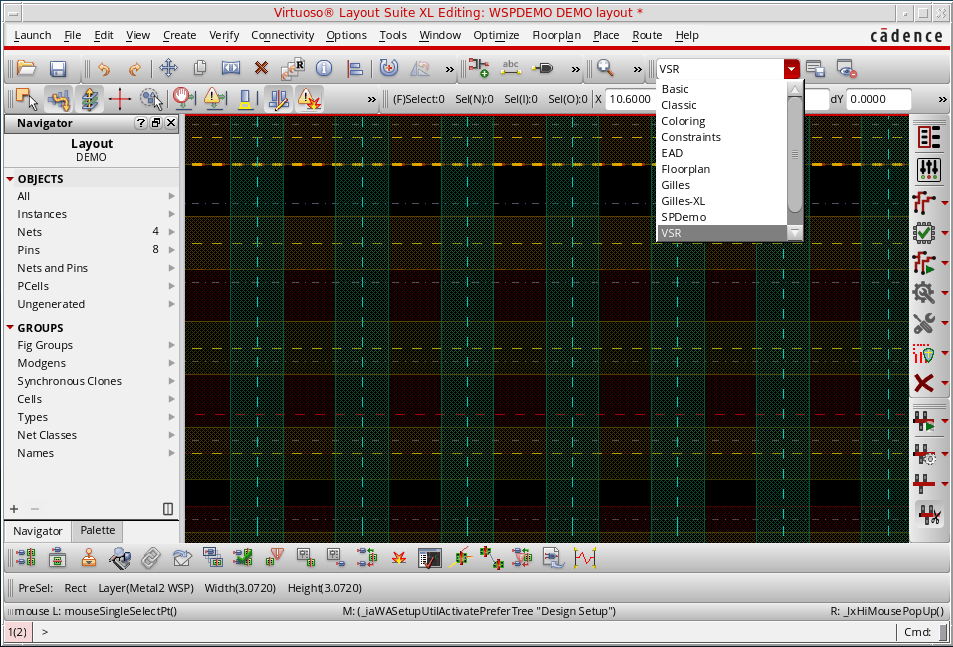 Virtuoso® Layout Suite XL Editing: WSPDEMO DEMO layout *
Launch File Edit View Create Verify Connectivity Options Tools Window Optimize Floorplan Place Route Help cādence
abc VSR
(F)Select:0 Sel(N):0 Sel(I):0 Sel(O):0 X 10.6000 dY 0.0000
Basic
Classic
Coloring
Constraints
EAD
Floorplan
Gilles
Gilles-XL
SPDemo
VSR
Navigator
Layout
DEMO
OBJECTS
All
Instances
Nets 4
Pins 8
Nets and Pins
PCells
Ungenerated
GROUPS
Fig Groups
Modgens
Synchronous Clones
Cells
Types
Net Classes
Names
Navigator Palette
PreSel: Rect Layer(Metal2 WSP) Width(3.0720) Height(3.0720)
mouse L: mouseSingleSelectPt() M: (_iaWASetupUtilActivatePreferTree "Design Setup") R: _lxHiMousePopUp()
1(2) > Cmd: